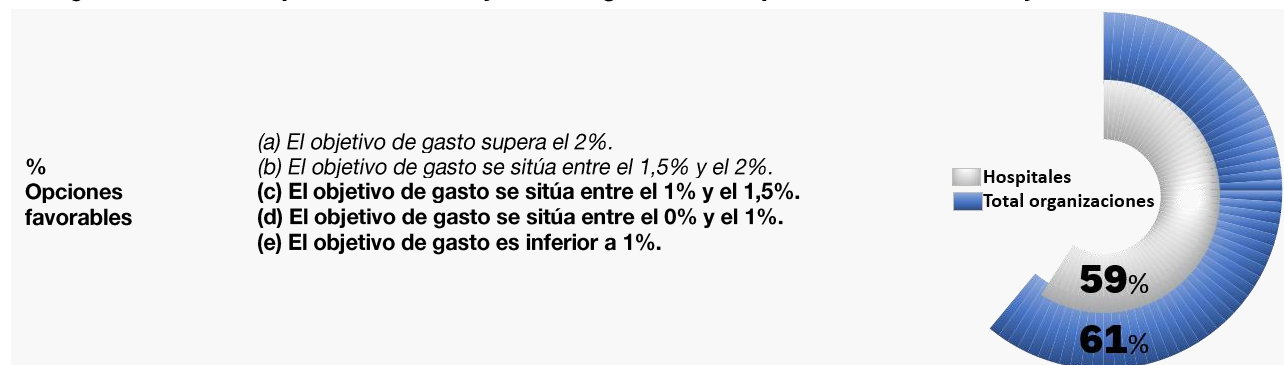 (a) El objetivo de gasto supera el 2%.
% (b) El objetivo de gasto se sitúa entre el 1,5% y el 2%.
Opciones (c) El objetivo de gasto se sitúa entre el 1% y el 1,5%.
favorables (d) El objetivo de gasto se sitúa entre el 0% y el 1%.
(e) El objetivo de gasto es inferior a 1%.
Hospitales
Total organizaciones
59%
61%